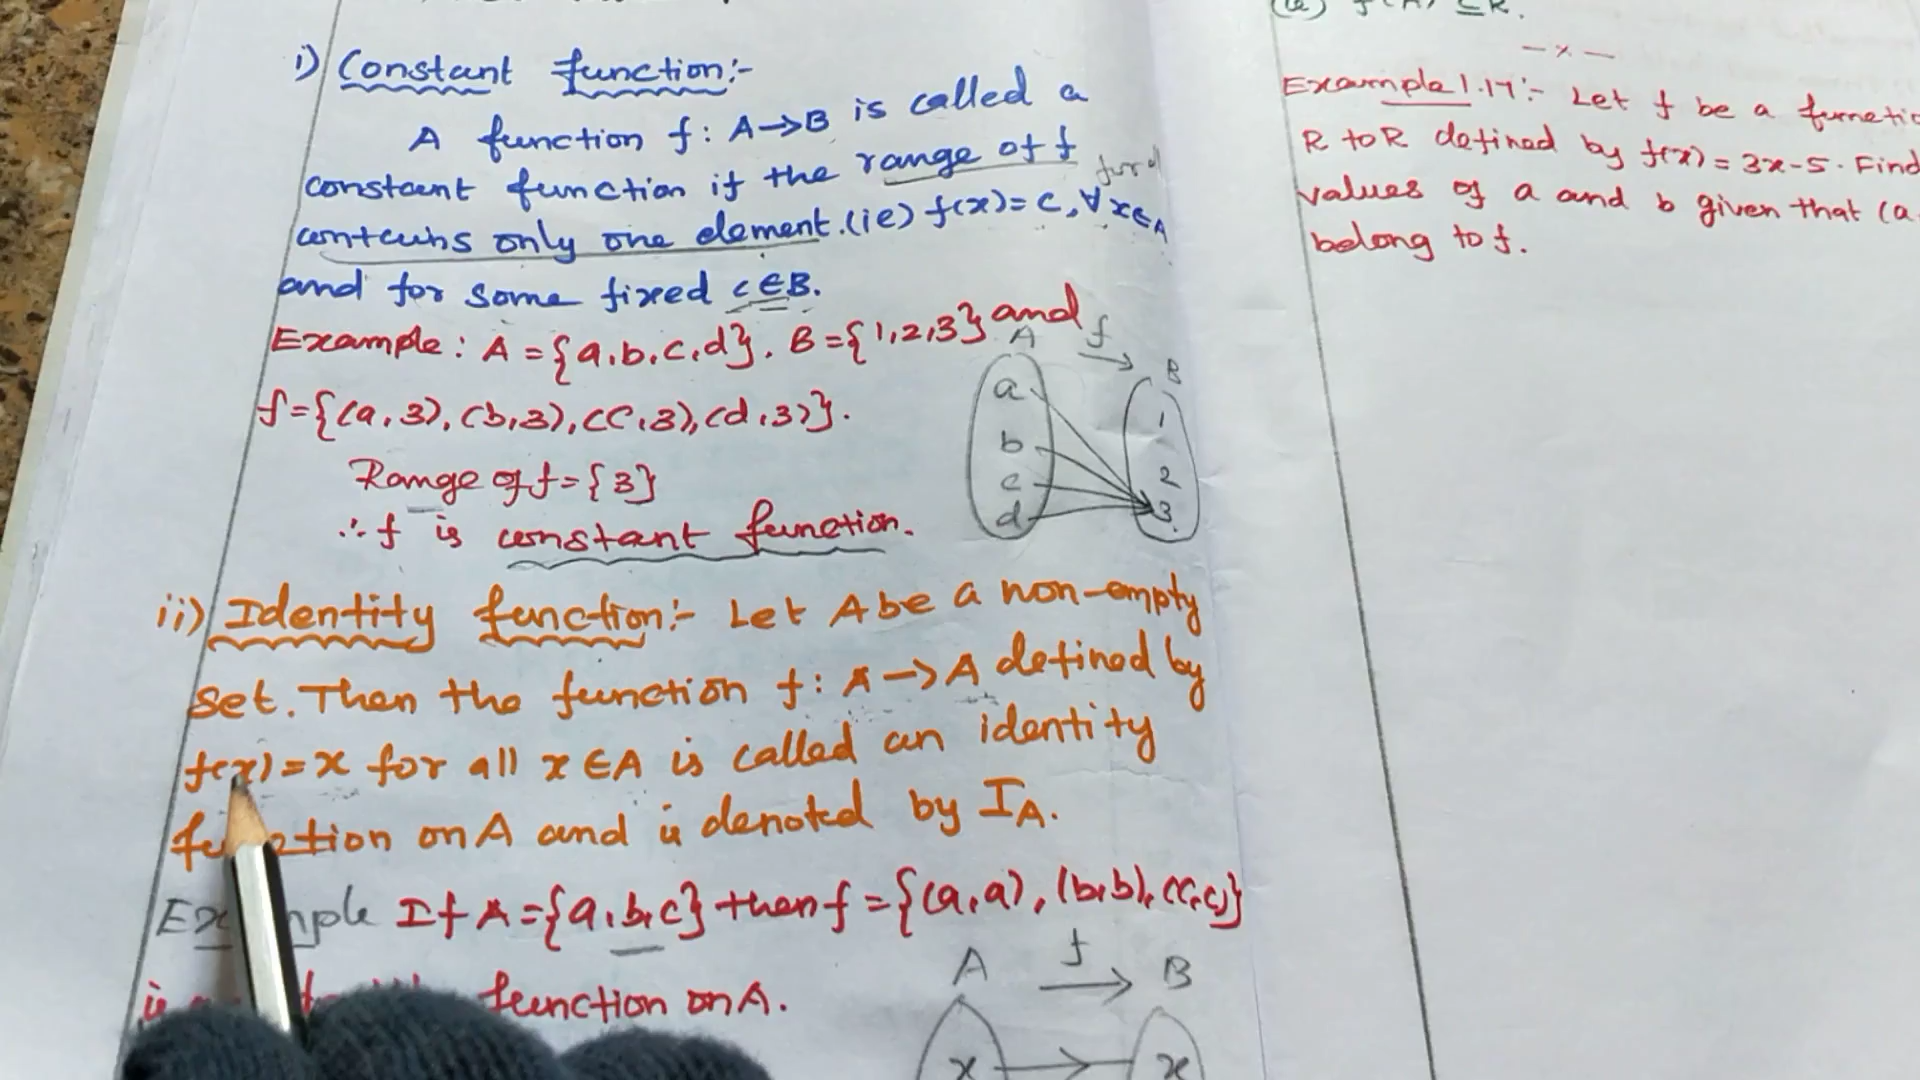 i) Constant function:-
A function f: A→B is called a
constant function if the range of f
contains only one element. (ie) f(x)=c, ∀ x∈A
and for some fixed c∈B.
Example: A={a,b,c,d}. B={1,2,3} and
f={(a,3),(b,3),(c,3),(d,3)}.
Range of f={3}
∴ f is constant function.
A f B
a
b
c
d
1
2
3
ii) Identity function:- Let A be a non-empty
set. Then the function f: A→A defined by
f(x)=x for all x∈A is called an identity
function on A and is denoted by I_A.
Example If A={a,b,c} then f={(a,a),(b,b),(c,c)}
is function on A.
A f B
x x
f(A) ⊆ R.
—x—
Example 1.17:- Let f be a
R to R defined by f(x)=3x-5. Find
values of a and b given that (a
belong to f.